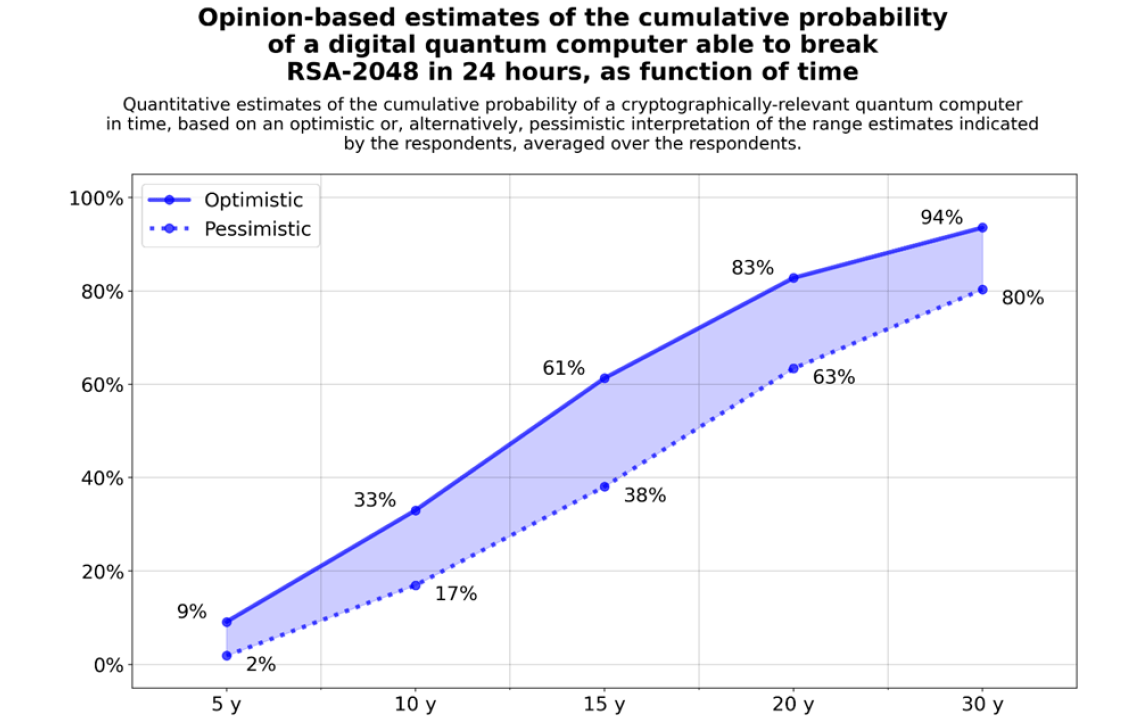 Opinion-based estimates of the cumulative probability
of a digital quantum computer able to break
RSA-2048 in 24 hours, as function of time
Quantitative estimates of the cumulative probability of a cryptographically-relevant quantum computer
in time, based on an optimistic or, alternatively, pessimistic interpretation of the range estimates indicated
by the respondents, averaged over the respondents.
100%
80%
60%
40%
20%
0%
Optimistic
Pessimistic
9%
33%
61%
83%
94%
2%
17%
38%
63%
80%
5 y
10 y
15 y
20 y
30 y